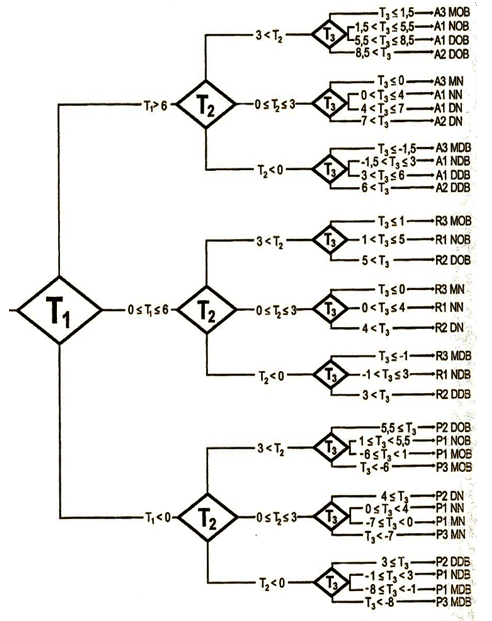 T₃ ≤ 1,5 A3 MOB
3 < T₂ T₃ 1,5 < T₃ ≤ 5,5 A1 NOB
5,5 < T₃ ≤ 8,5 A1 DOB
8,5 < T₃ A2 DOB
T₃ ≤ 0 A3 MN
T₁> 6 T₂ 0 ≤ T₂ ≤ 3 T₃ 0 < T₃ ≤ 4 A1 NN
4 < T₃ ≤ 7 A1 DN
7 < T₃ A2 DN
T₃ ≤ -1,5 A3 MDB
T₂ < 0 T₃ -1,5 < T₃ ≤ 3 A1 NDB
3 < T₃ ≤ 6 A1 DDB
6 < T₃ A2 DDB
T₃ ≤ 1 R3 MOB
3 < T₂ T₃ 1 < T₃ ≤ 5 R1 NOB
5 < T₃ R2 DOB
T₃ ≤ 0 R3 MN
T₁ 0 ≤ T₁ ≤ 6 T₂ 0 ≤ T₂ ≤ 3 T₃ 0 < T₃ ≤ 4 R1 NN
4 < T₃ R2 DN
T₃ ≤ -1 R3 MDB
T₂ < 0 T₃ -1 < T₃ ≤ 3 R1 NDB
3 < T₃ R2 DDB
5,5 ≤ T₃ P2 DOB
3 < T₂ T₃ 1 ≤ T₃ < 5,5 P1 NOB
-6 ≤ T₃ < 1 P1 MOB
T₃ < -6 P3 MOB
4 ≤ T₃ P2 DN
T₁ < 0 T₂ 0 ≤ T₂ ≤ 3 T₃ 0 ≤ T₃ < 4 P1 NN
-7 ≤ T₃ < 0 P1 MN
T₃ < -7 P3 MN
3 ≤ T₃ P2 DDB
T₂ < 0 T₃ -1 ≤ T₃ < 3 P1 NDB
-8 ≤ T₃ < -1 P1 MDB
T₃ < -8 P3 MDB